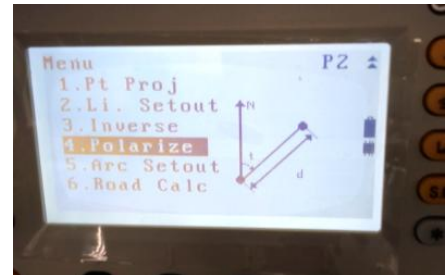 Menu P2
1.Pt Proj
2.Li. Setout
3.Inverse
4.Polarize
5.Arc Setout
6.Road Calc
N
t
d